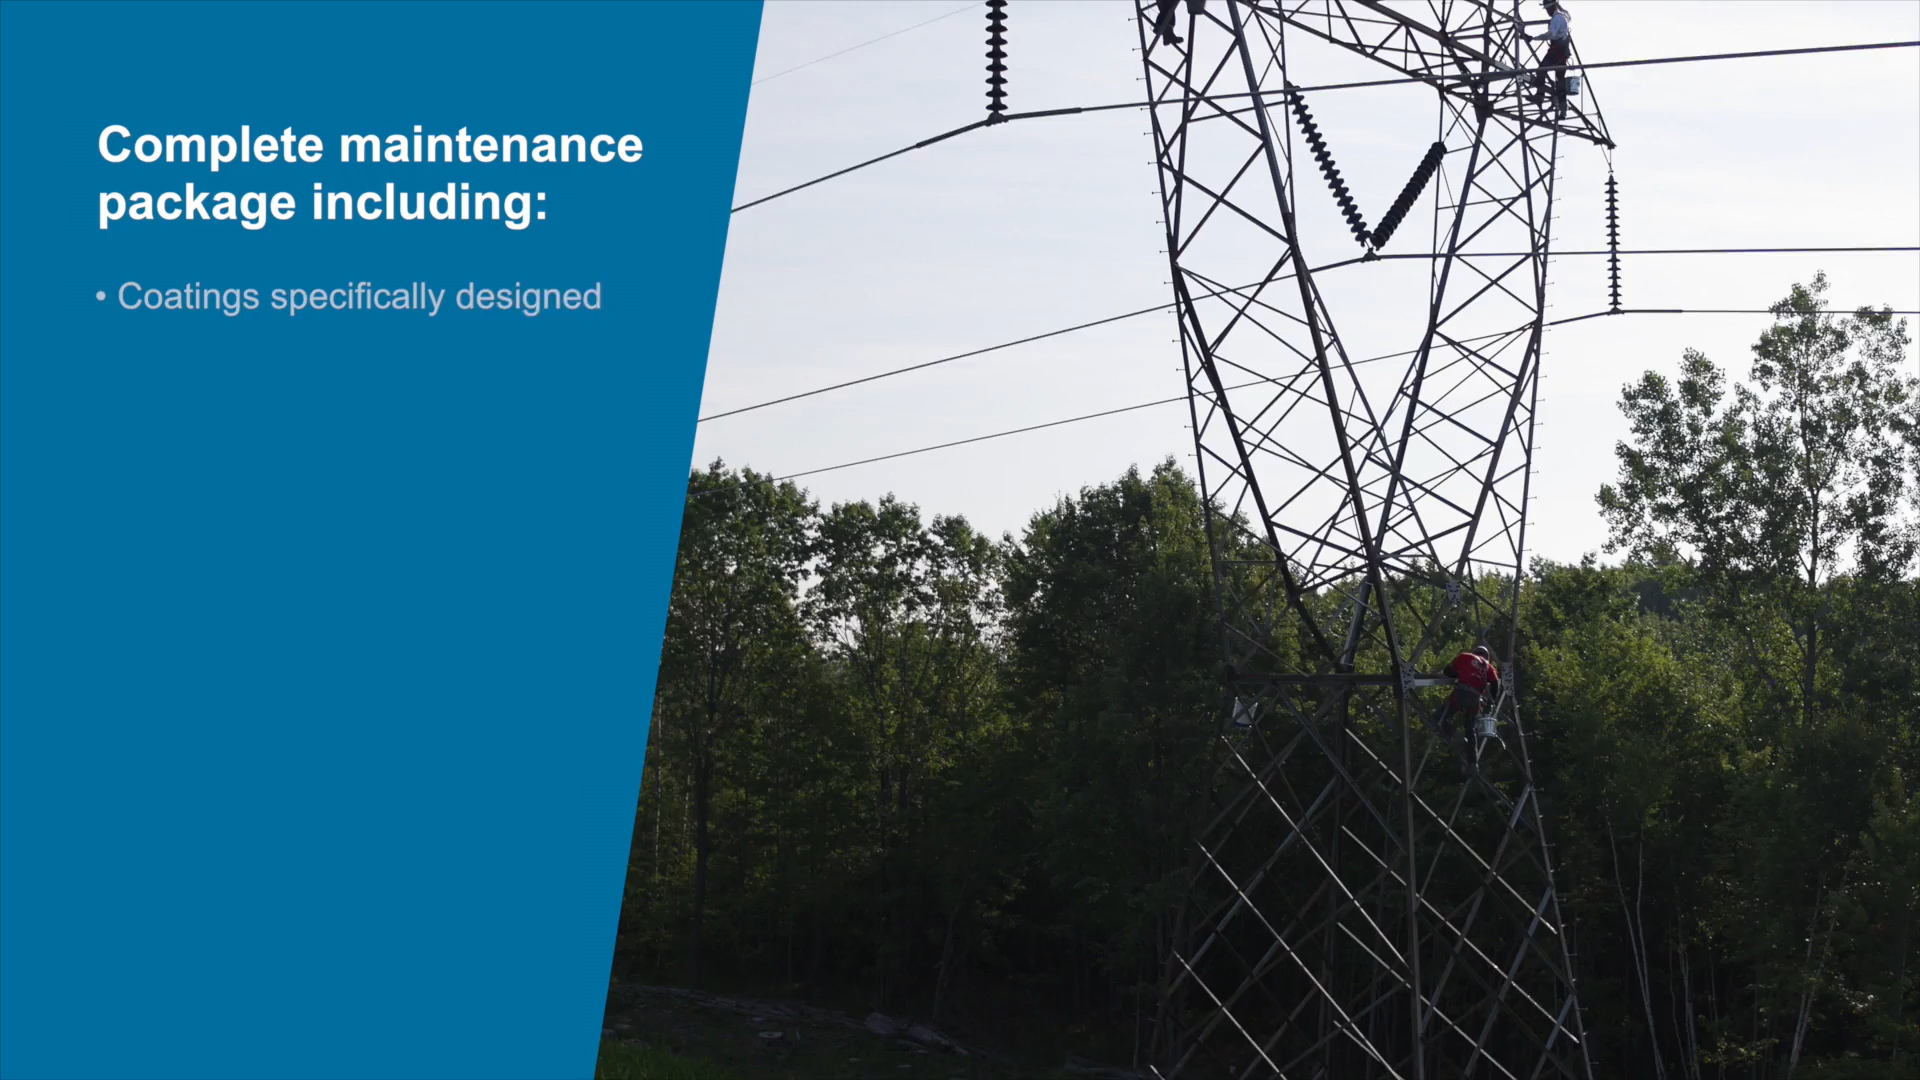 Complete maintenance
package including:
• Coatings specifically designed